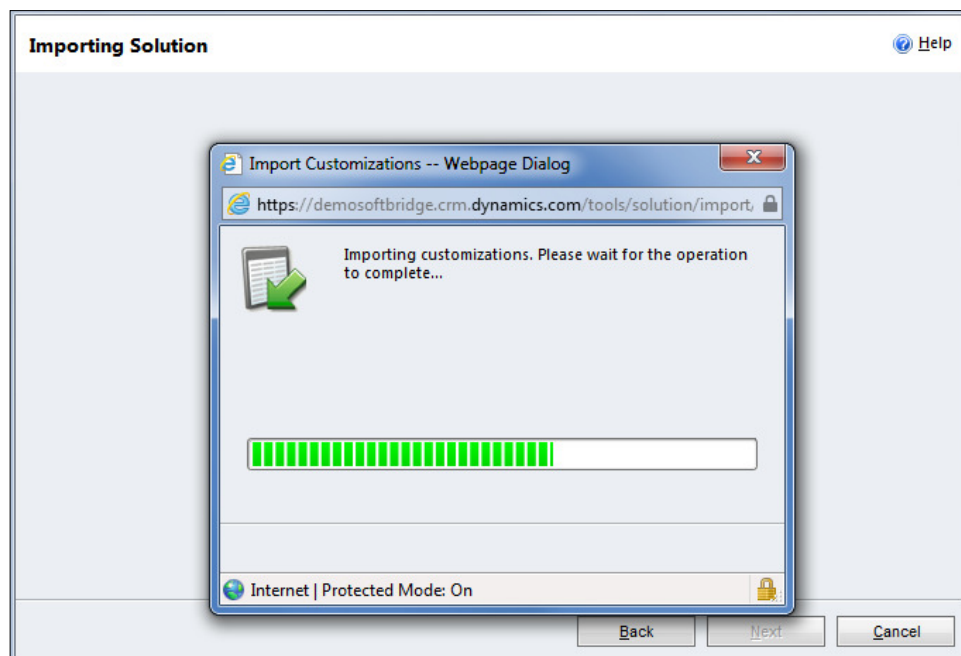 Importing Solution
Help
Import Customizations -- Webpage Dialog
https://demosoftbridge.crm.dynamics.com/tools/solution/import,
Importing customizations. Please wait for the operation
to complete...
Internet | Protected Mode: On
Back
Next
Cancel